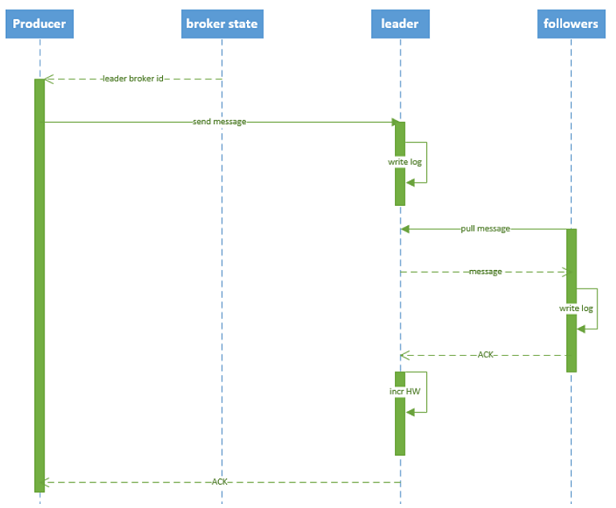 Producer
broker state
leader
followers
leader broker id
send message
write log
pull message
message
write log
ACK
incr HW
ACK